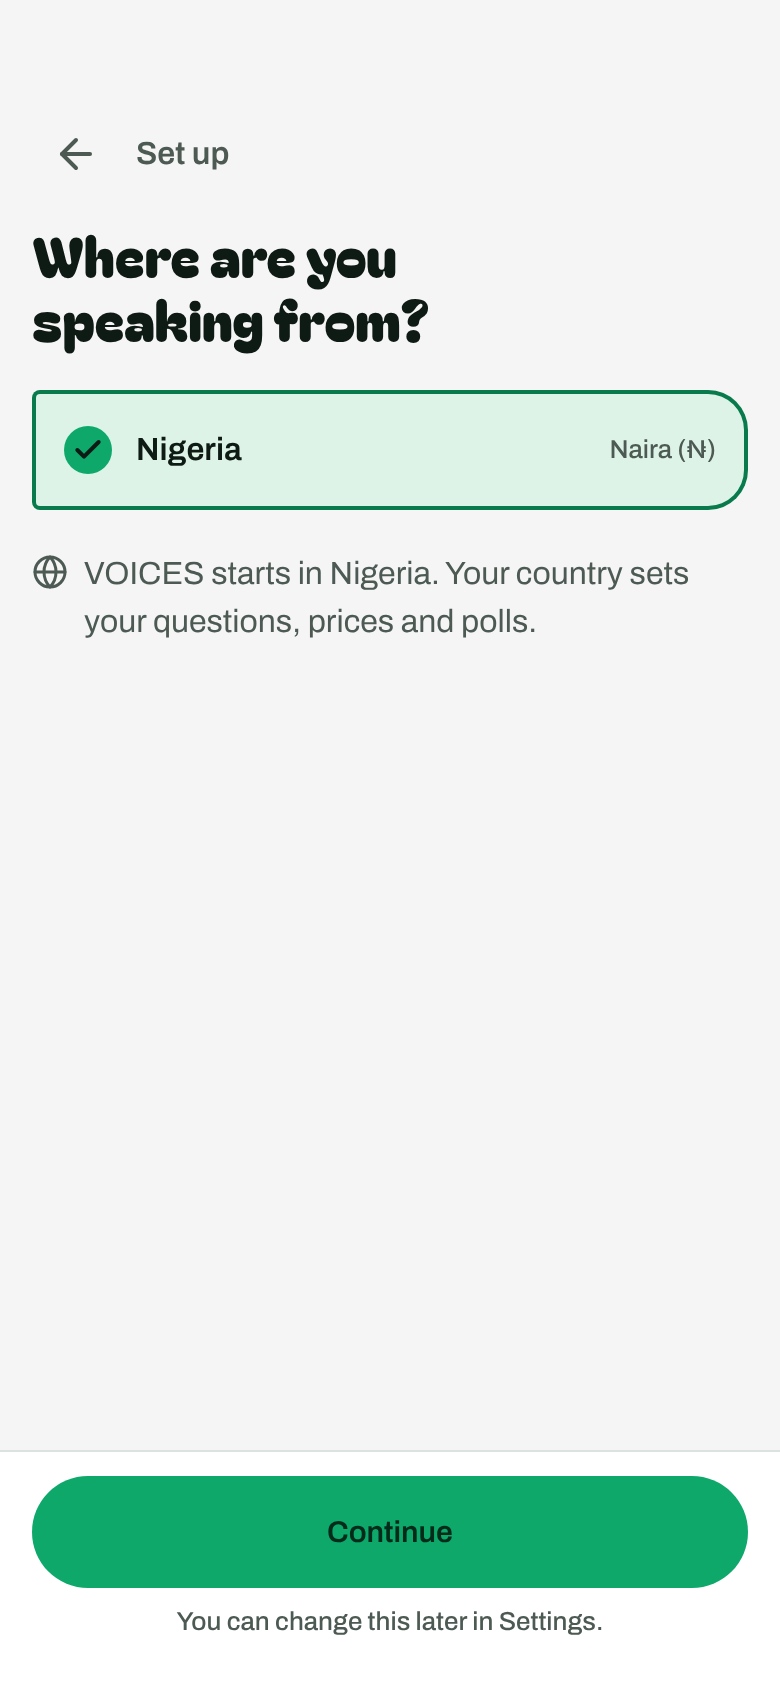 Set up
Where are you
speaking from?
Nigeria
Naira (₦)
VOICES starts in Nigeria. Your country sets
your questions, prices and polls.
Continue
You can change this later in Settings.